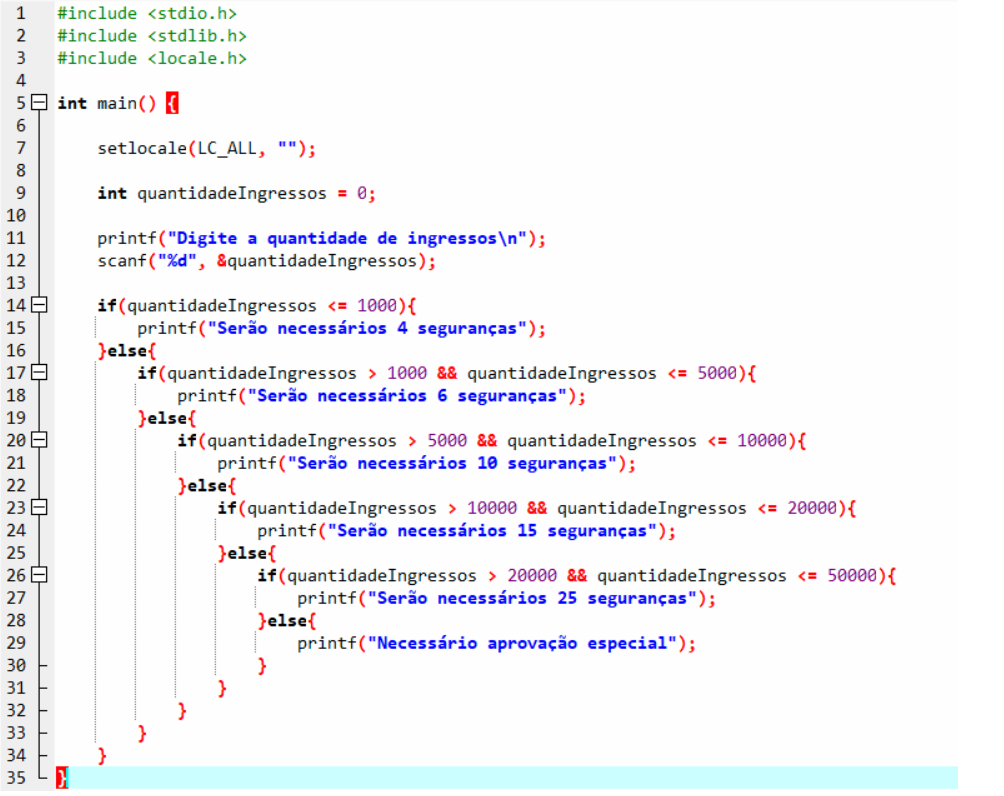 1 #include <stdio.h>
2 #include <stdlib.h>
3 #include <locale.h>
4
5 int main() {
6
7     setlocale(LC_ALL, "");
8
9     int quantidadeIngressos = 0;
10
11     printf("Digite a quantidade de ingressos\n");
12     scanf("%d", &quantidadeIngressos);
13
14     if(quantidadeIngressos <= 1000){
15         printf("Serão necessários 4 seguranças");
16     }else{
17         if(quantidadeIngressos > 1000 && quantidadeIngressos <= 5000){
18             printf("Serão necessários 6 seguranças");
19         }else{
20             if(quantidadeIngressos > 5000 && quantidadeIngressos <= 10000){
21                 printf("Serão necessários 10 seguranças");
22             }else{
23                 if(quantidadeIngressos > 10000 && quantidadeIngressos <= 20000){
24                     printf("Serão necessários 15 seguranças");
25                 }else{
26                     if(quantidadeIngressos > 20000 && quantidadeIngressos <= 50000){
27                         printf("Serão necessários 25 seguranças");
28                     }else{
29                         printf("Necessário aprovação especial");
30                     }
31                 }
32             }
33         }
34     }
35 }